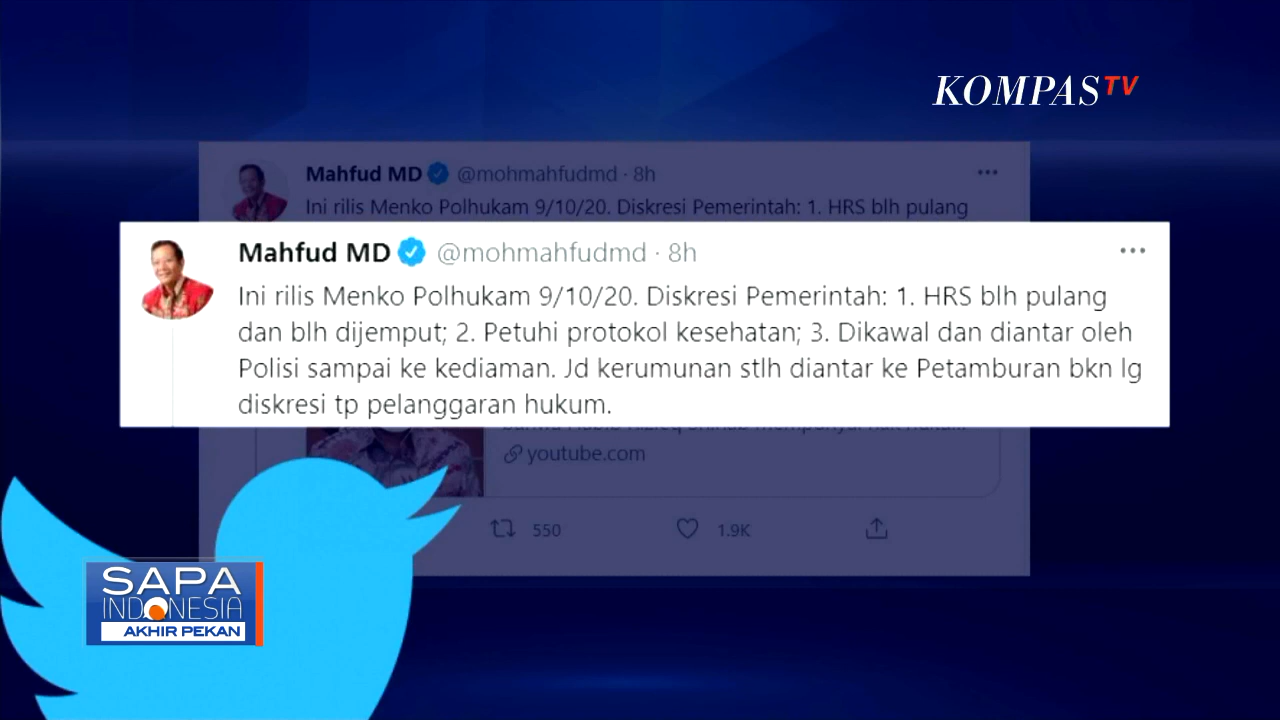 KOMPAS TV
Mahfud MD @mohmahfudmd · 8h
Ini rilis Menko Polhukam 9/10/20. Diskresi Pemerintah: 1. HRS blh pulang
Mahfud MD @mohmahfudmd · 8h
Ini rilis Menko Polhukam 9/10/20. Diskresi Pemerintah: 1. HRS blh pulang
dan blh dijemput; 2. Petuhi protokol kesehatan; 3. Dikawal dan diantar oleh
Polisi sampai ke kediaman. Jd kerumunan stlh diantar ke Petamburan bkn lg
diskresi tp pelanggaran hukum.
youtube.com
550 1.9K
SAPA
INDONESIA
AKHIR PEKAN